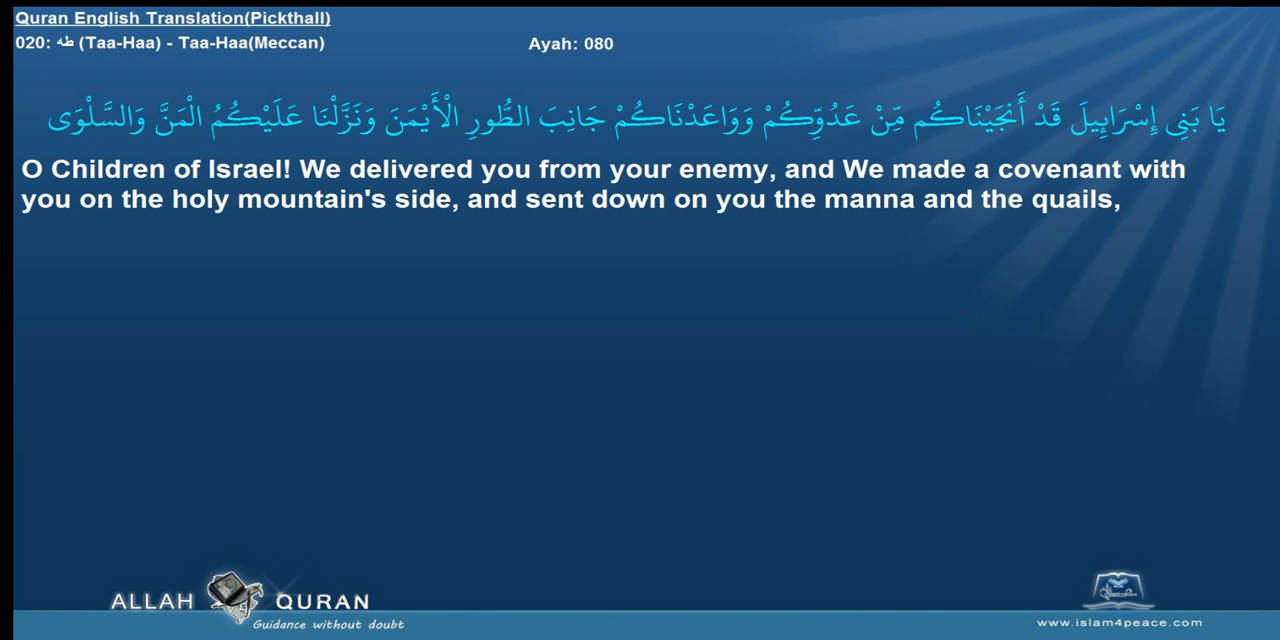 Quran English Translation(Pickthall)
020: طه (Taa-Haa) - Taa-Haa(Meccan) Ayah: 080
يَا بَنِي إِسْرَائِيلَ قَدْ أَنجَيْنَاكُم مِّنْ عَدُوِّكُمْ وَوَاعَدْنَاكُمْ جَانِبَ الطُّورِ الْأَيْمَنَ وَنَزَّلْنَا عَلَيْكُمُ الْمَنَّ وَالسَّلْوَى
O Children of Israel! We delivered you from your enemy, and We made a covenant with
you on the holy mountain's side, and sent down on you the manna and the quails,
ALLAH QURAN
Guidance without doubt
www.islam4peace.com